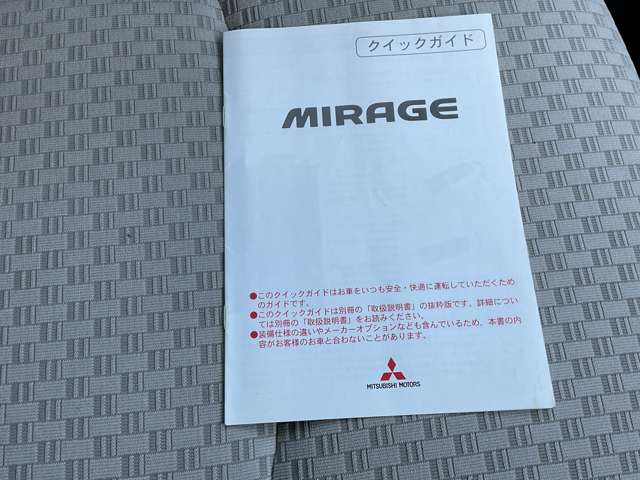 クイックガイド
MIRAGE
●このクイックガイドはお車をいつも安全・快適に運転していただくため
のガイドです。
●このクイックガイドは別冊の「取扱説明書」の抜粋版です。詳細につい
ては別冊の「取扱説明書」をお読みください。
●装備仕様の違いやメーカーオプションなども含んでいるため、本書の内
容がお客様のお車と合わないことがあります。
MITSUBISHI MOTORS